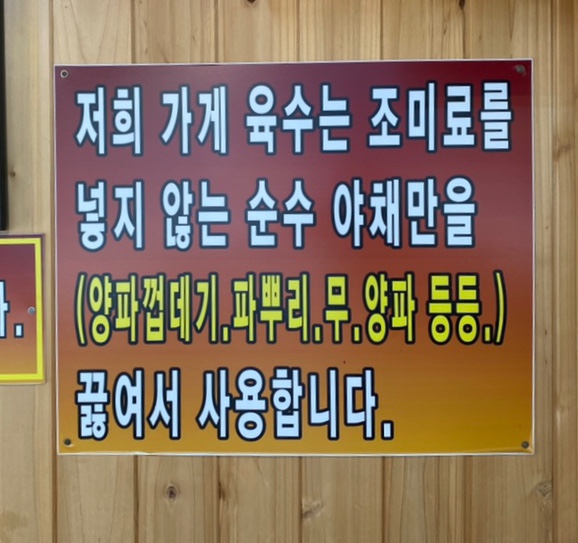 저희 가게 육수는 조미료를
넣지 않는 순수 야채만을
(양파껍데기.파뿌리.무.양파 등등.)
끓여서 사용합니다.
.